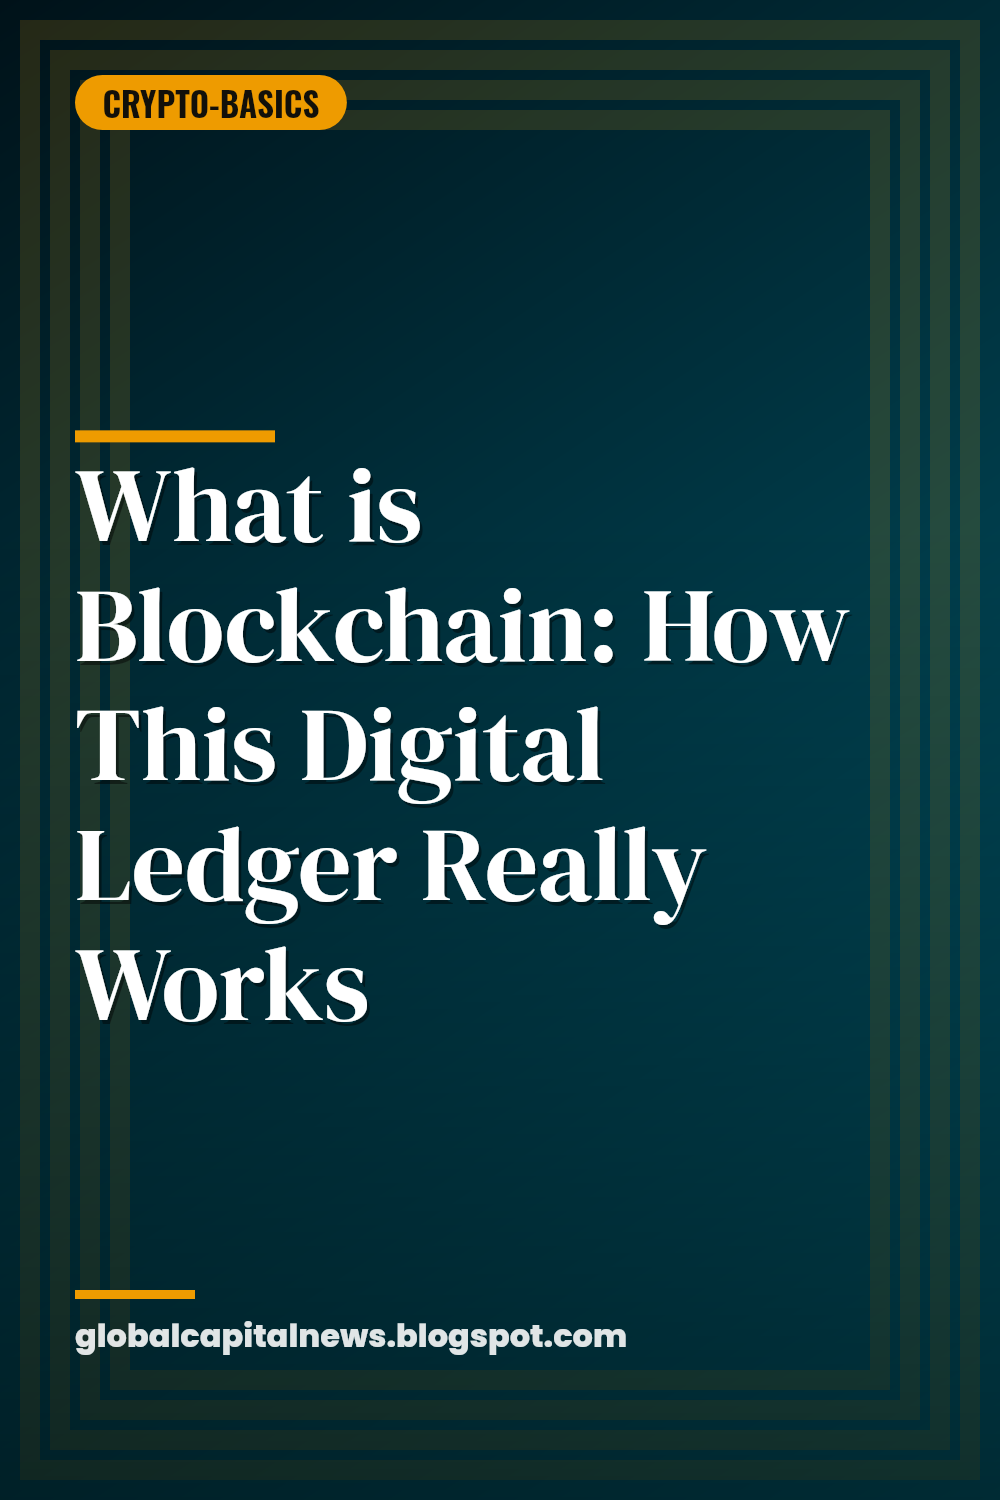 CRYPTO-BASICS
What is
Blockchain: How
This Digital
Ledger Really
Works
globalcapitalnews.blogspot.com